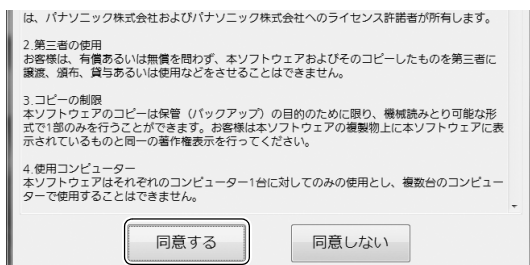 は、パナソニック株式会社およびパナソニック株式会社へのライセンス許諾者が所有します。
2.第三者の使用
お客様は、有償あるいは無償を問わず、本ソフトウェアおよびそのコピーしたものを第三者に
譲渡、頒布、貸与あるいは使用などをさせることはできません。
3.コピーの制限
本ソフトウェアのコピーは保管（バックアップ）の目的のために限り、機械読みとり可能な形
式で1部のみを行うことができます。お客様は本ソフトウェアの複製物上に本ソフトウェアに表
示されているものと同一の著作権表示を行ってください。
4.使用コンピューター
本ソフトウェアはそれぞれのコンピューター1台に対してのみの使用とし、複数台のコンピュー
ターで使用することはできません。
同意する
同意しない